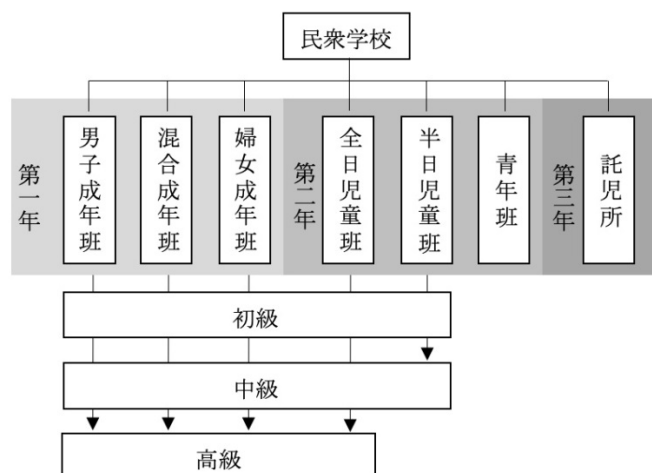 民衆学校
第一年
男子成年班
混合成年班
婦女成年班
第二年
全日児童班
半日児童班
青年班
第三年
託児所
初級
中級
高級